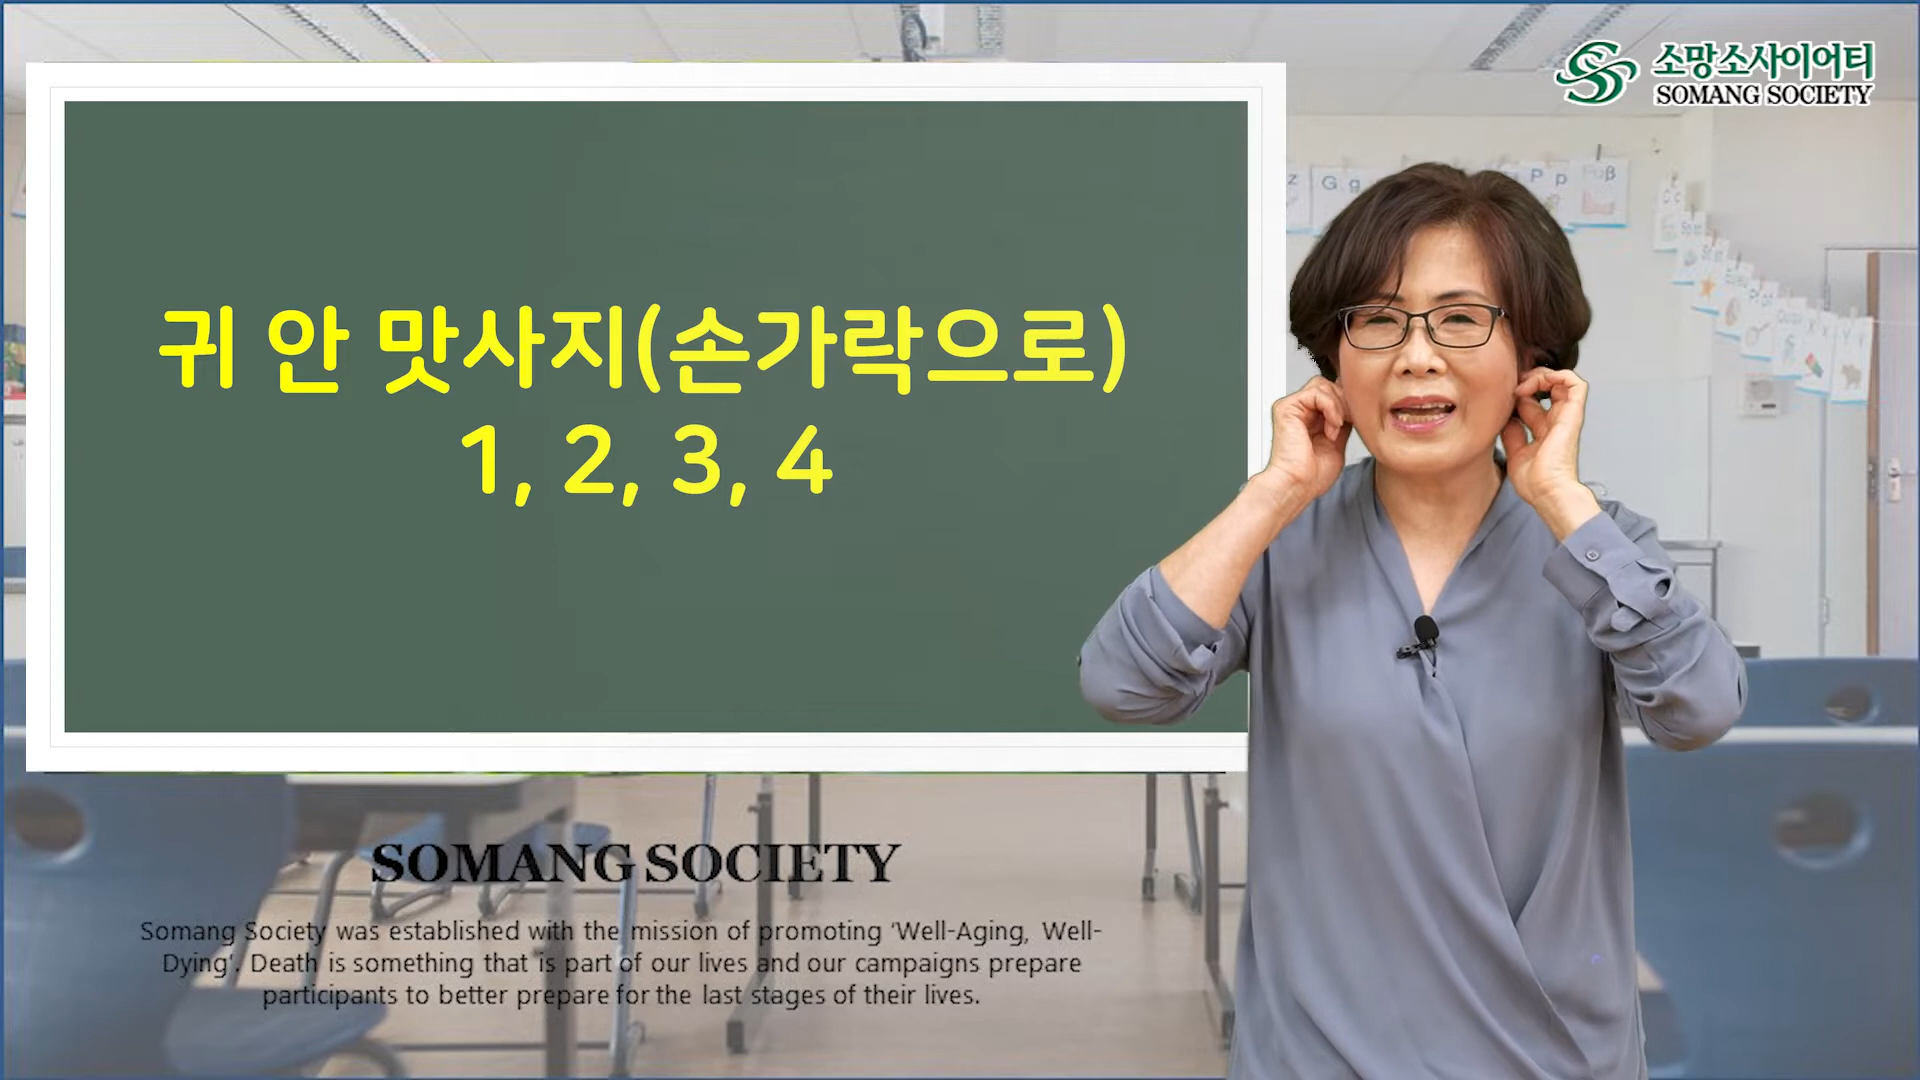 소망소사이어티
SOMANG SOCIETY
귀 안 맛사지(손가락으로)
1, 2, 3, 4
G g
P p
SOMANG SOCIETY
Somang Society was established with the mission of promoting ‘Well-Aging, Well-
Dying’. Death is something that is part of our lives and our campaigns prepare
participants to better prepare for the last stages of their lives.